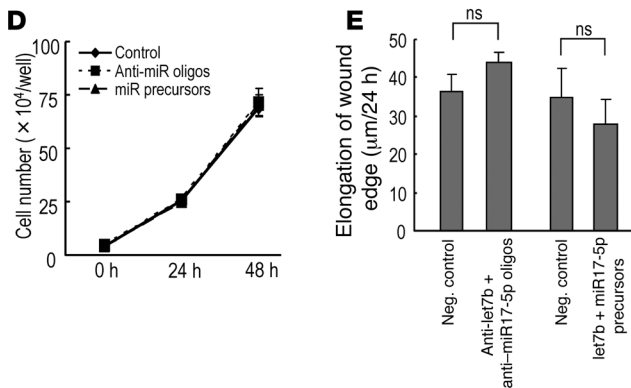 D
100
75
50
25
0
Cell number (×10⁴/well)
Control
Anti-miR oligos
miR precursors
0 h
24 h
48 h
E
ns
ns
50
40
30
20
10
0
Elongation of wound
edge (μm/24 h)
Neg. control
Anti-let7b +
anti–miR17-5p oligos
Neg. control
let7b + miR17-5p
precursors